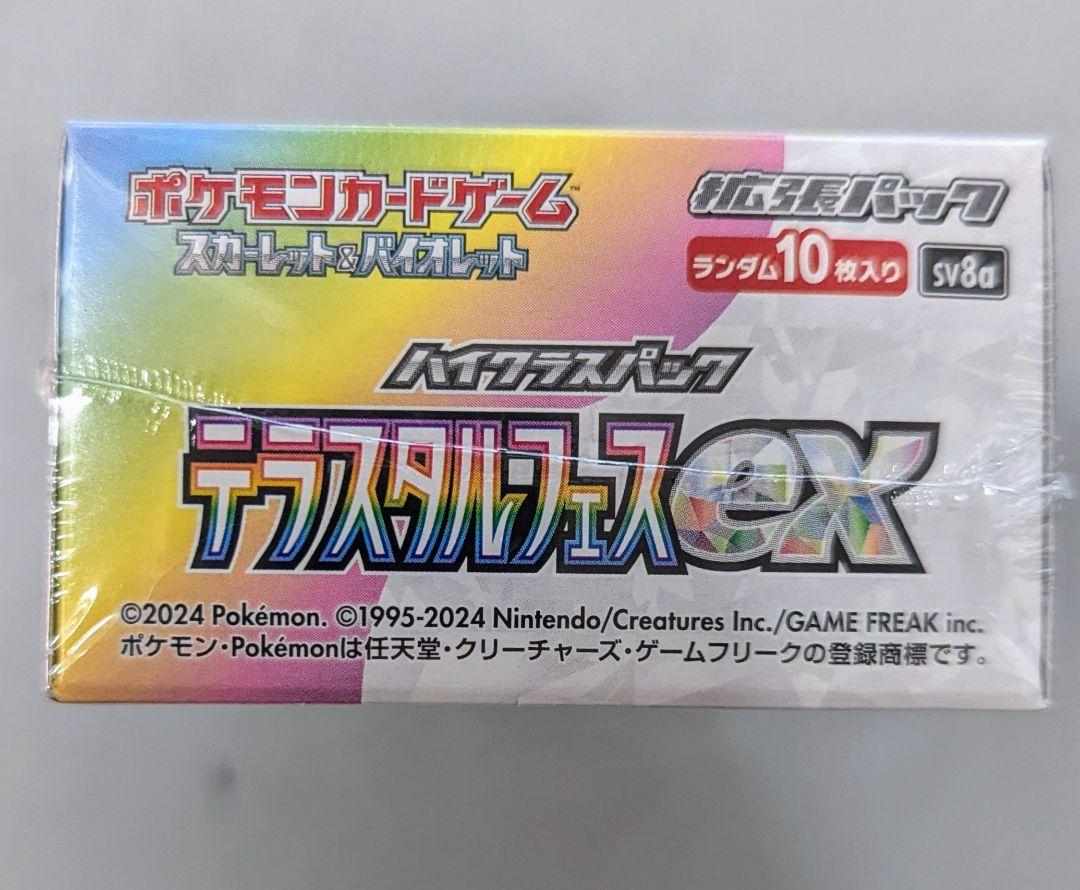 ポケモンカードゲーム™
スカーレット&バイオレット
拡張パック
ランダム10枚入り sv8a
ハイクラスパック
テラスタルフェスex
©2024 Pokémon. ©1995-2024 Nintendo/Creatures Inc./GAME FREAK inc.
ポケモン・Pokémonは任天堂・クリーチャーズ・ゲームフリークの登録商標です。